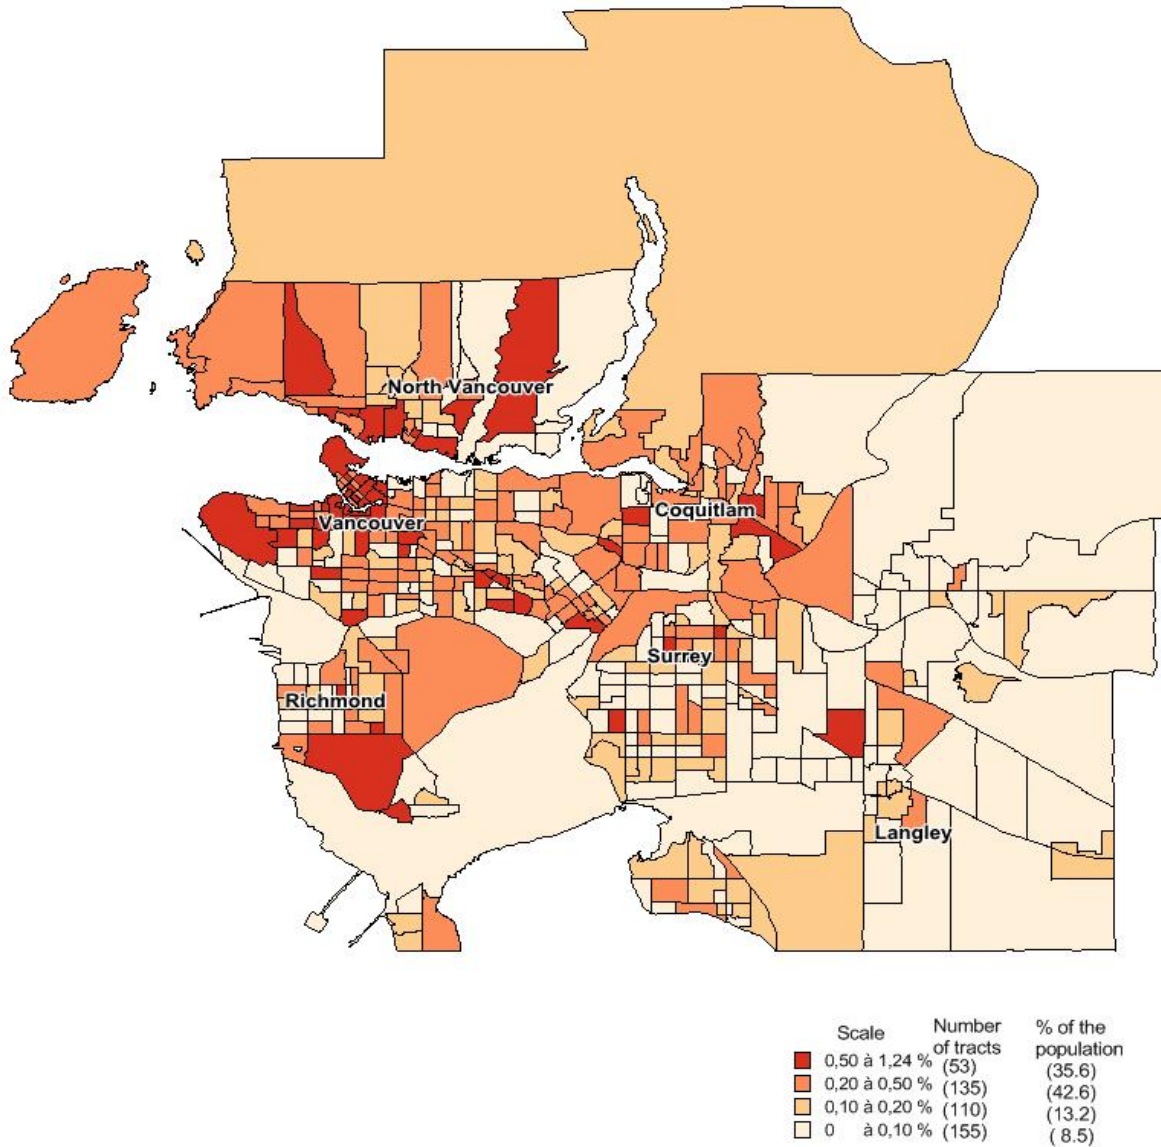 North Vancouver
Coquitlam
Vancouver
Surrey
Richmond
Langley
Scale Number of tracts % of the population
0,50 à 1,24 % (53) (35.6)
0,20 à 0,50 % (135) (42.6)
0,10 à 0,20 % (110) (13.2)
0 à 0,10 % (155) ( 8.5)